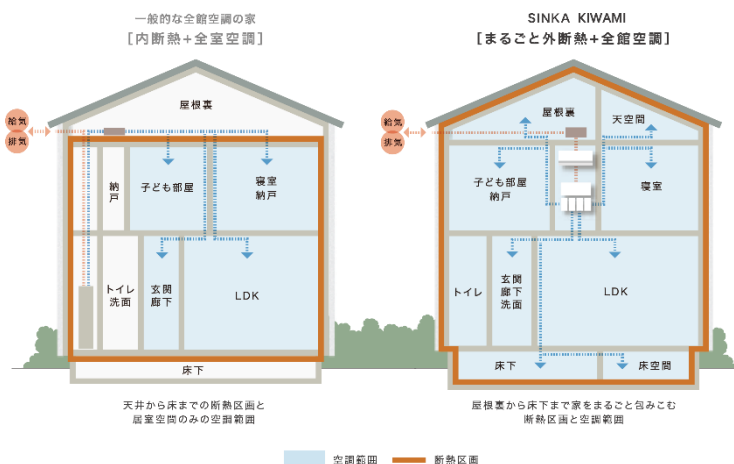 一般的な全館空調の家
[内断熱+全室空調]
屋根裏
給気
排気
納戸
子ども部屋
寝室
納戸
トイレ
洗面
玄関
廊下
LDK
床下
天井から床までの断熱区画と
居室空間のみの空調範囲
SINKA KIWAMI
[まるごと外断熱+全館空調]
屋根裏
天空間
給気
排気
子ども部屋
納戸
寝室
トイレ
玄関
廊下
洗面
LDK
床下
床空間
屋根裏から床下まで家をまるごと包みこむ
断熱区画と空調範囲
空調範囲
断熱区画